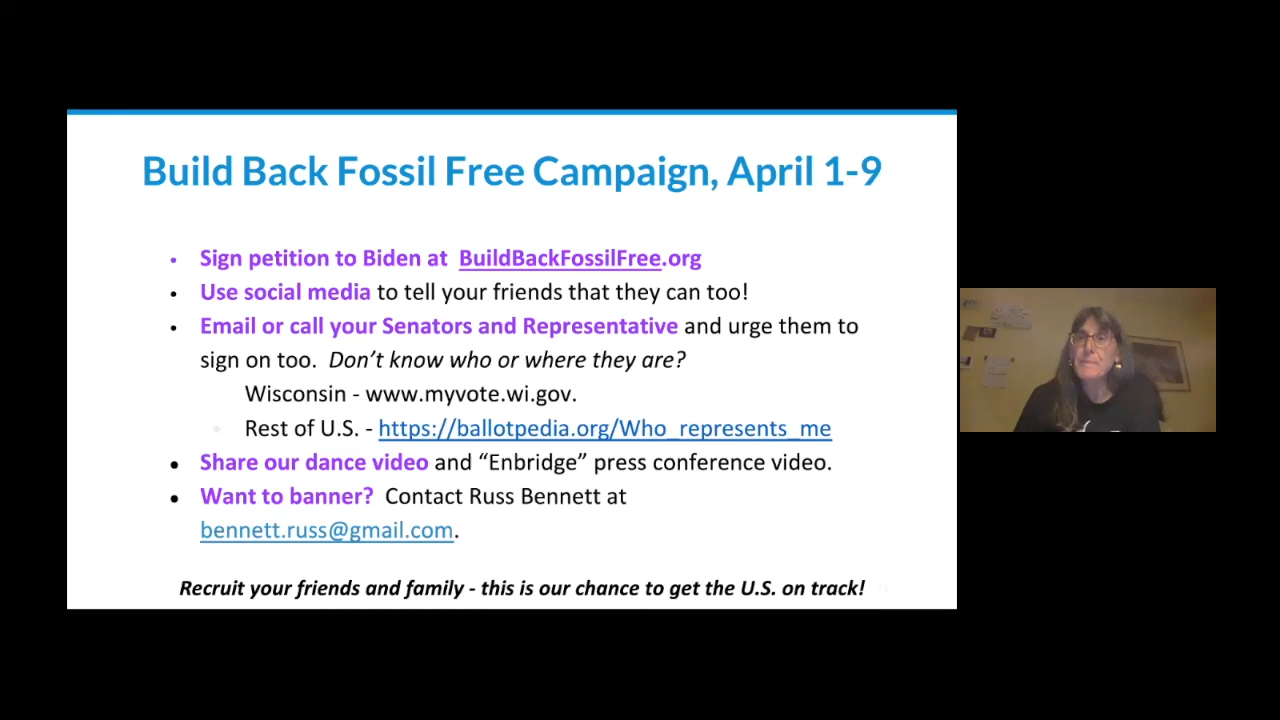 Build Back Fossil Free Campaign, April 1-9
• Sign petition to Biden at BuildBackFossilFree.org
• Use social media to tell your friends that they can too!
• Email or call your Senators and Representative and urge them to
sign on too. Don't know who or where they are?
Wisconsin - www.myvote.wi.gov.
Rest of U.S. - https://ballotpedia.org/Who_represents_me
• Share our dance video and “Enbridge” press conference video.
• Want to banner? Contact Russ Bennett at
bennett.russ@gmail.com.
Recruit your friends and family - this is our chance to get the U.S. on track!